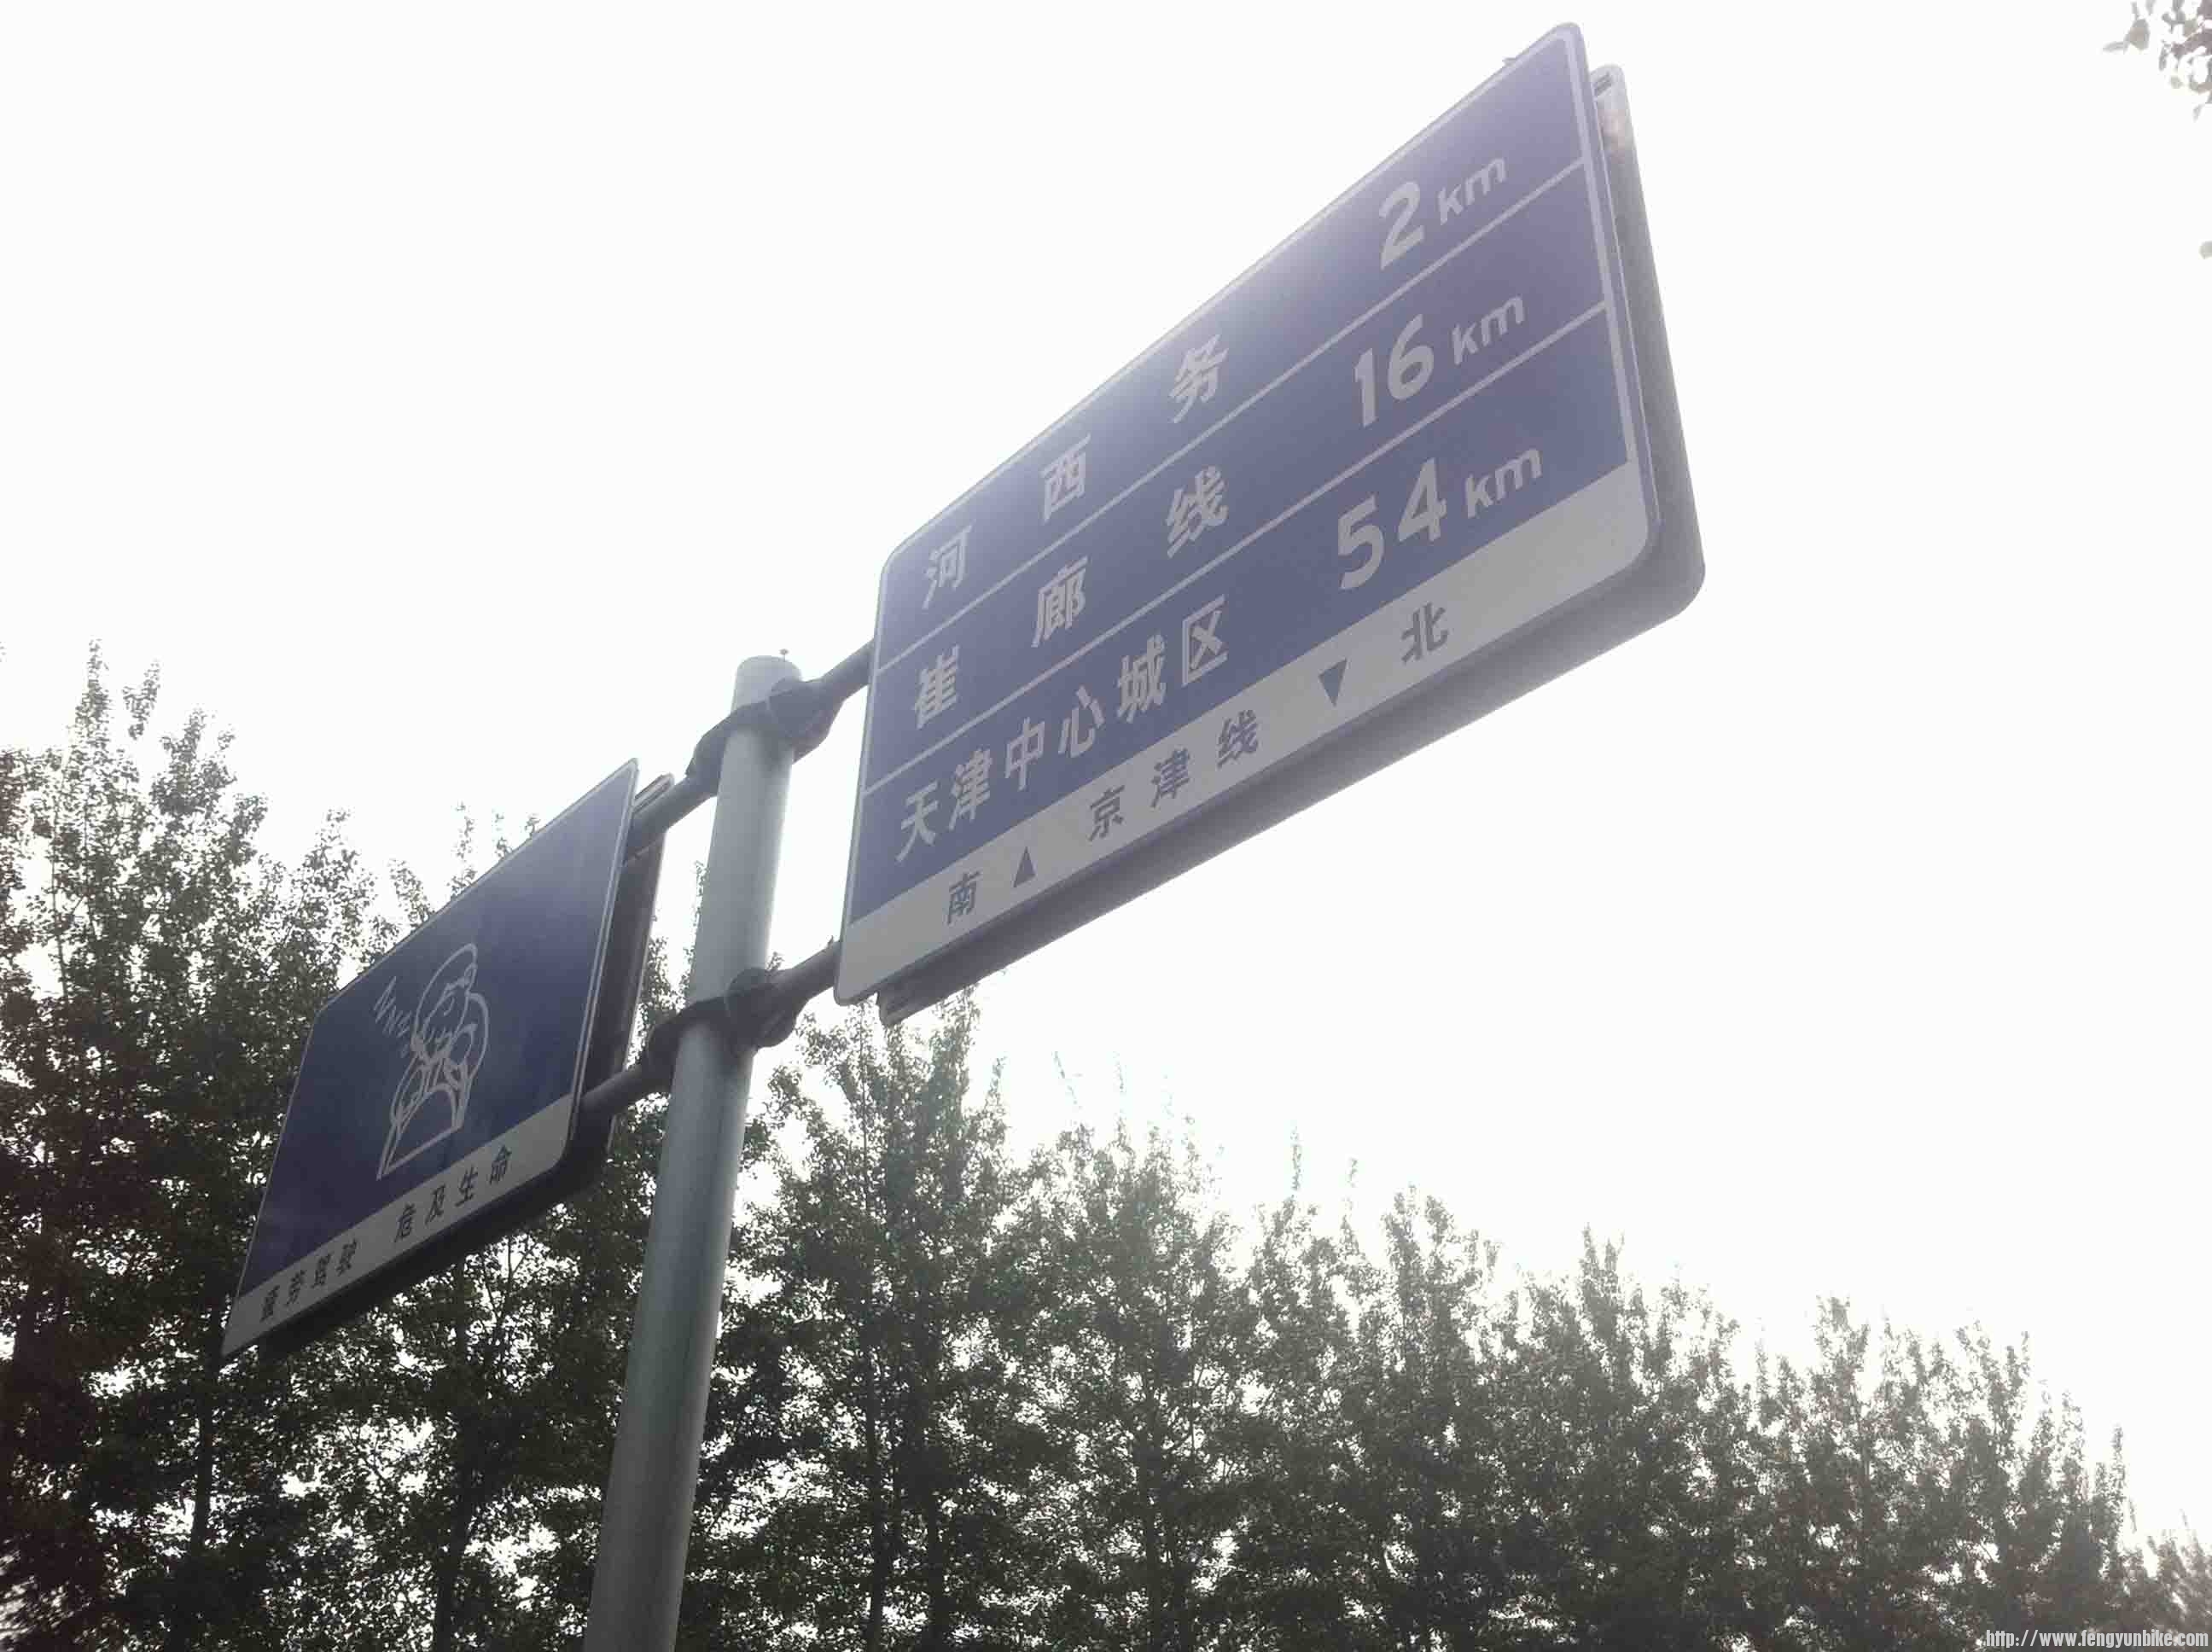 河西务 2km
崔廊线 16km
天津中心城区 54km
南 ▲ 京津线 ▼ 北
ZZZZ
疲劳驾驶 危及生命
http://www.fengyunbike.com